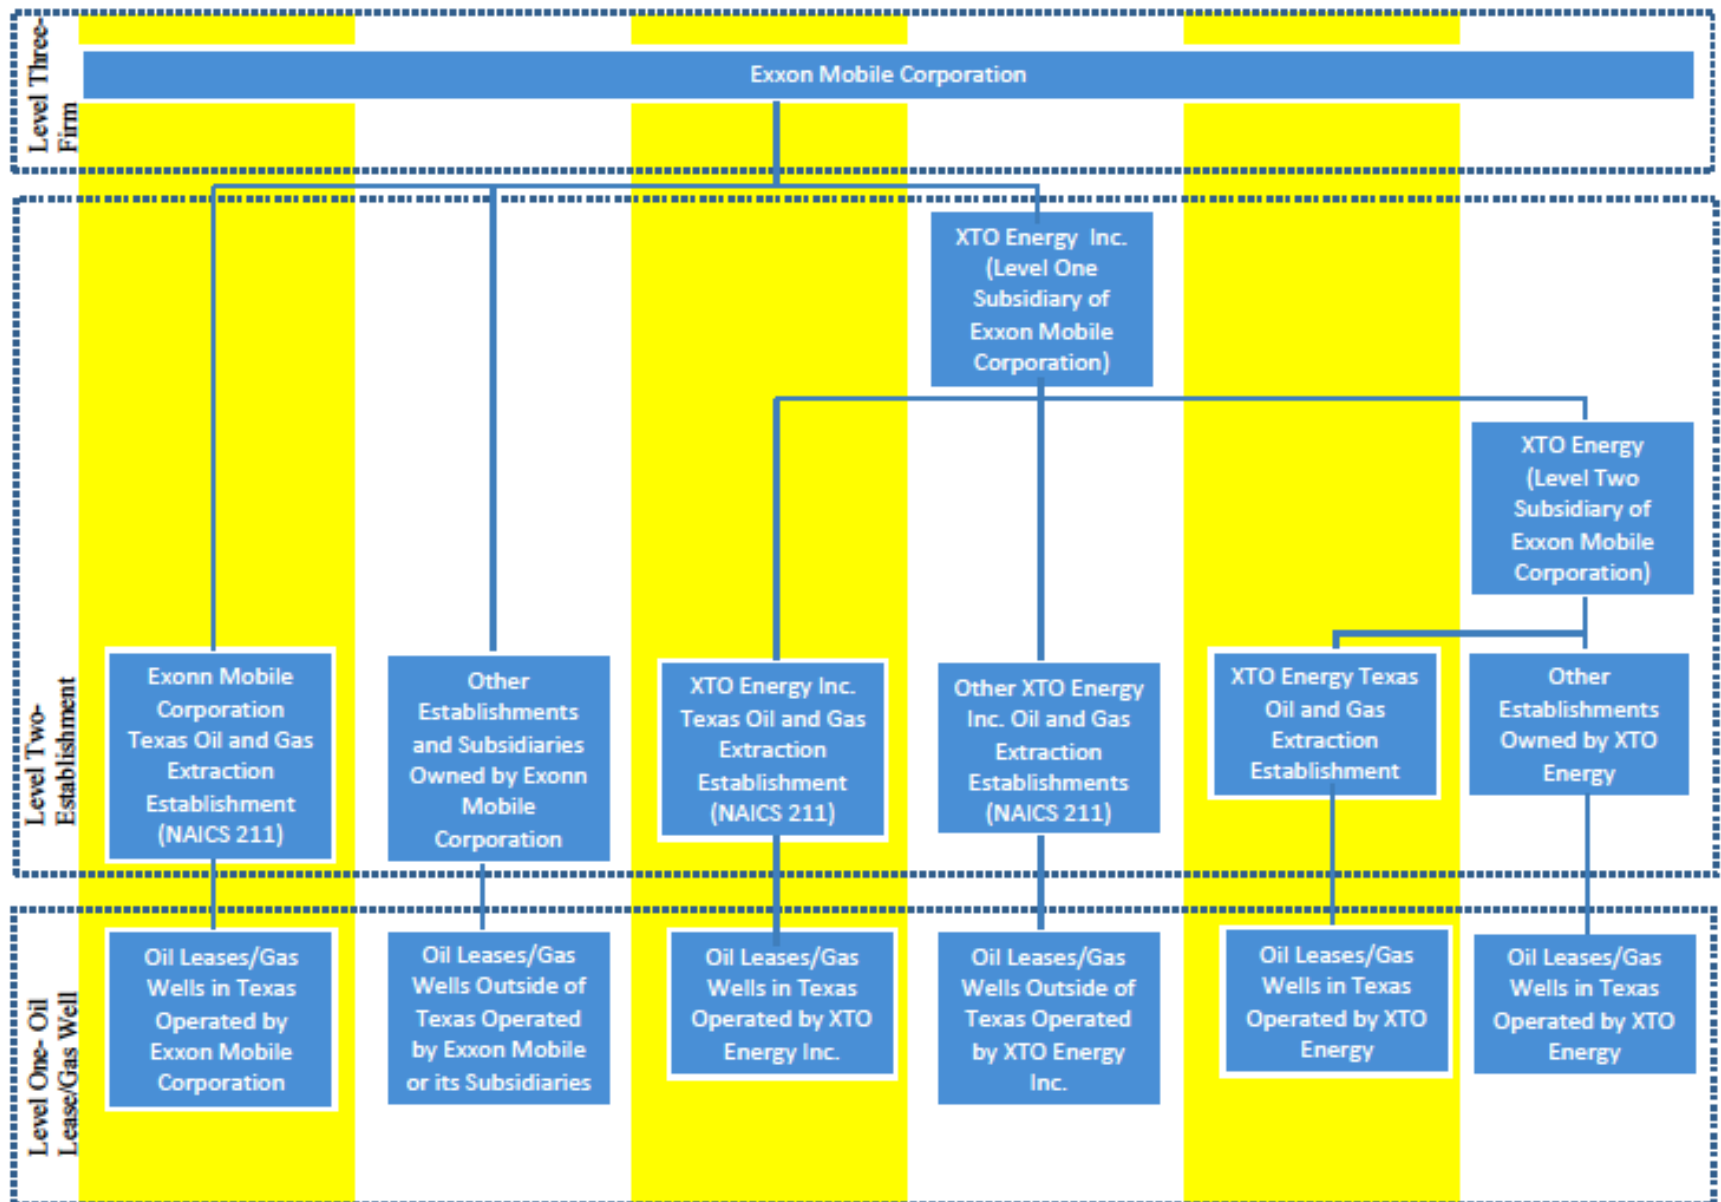 Level Three-
Firm
Exxon Mobile Corporation
Level Two-
Establishment
XTO Energy  Inc.
(Level One
Subsidiary of
Exxon Mobile
Corporation)
XTO Energy
(Level Two
Subsidiary of
Exxon Mobile
Corporation)
Exonn Mobile
Corporation
Texas Oil and Gas
Extraction
Establishment
(NAICS 211)
Other
Establishments
and Subsidiaries
Owned by Exonn
Mobile
Corporation
XTO Energy Inc.
Texas Oil and Gas
Extraction
Establishment
(NAICS 211)
Other XTO Energy
Inc. Oil and Gas
Extraction
Establishments
(NAICS 211)
XTO Energy Texas
Oil and Gas
Extraction
Establishment
Other
Establishments
Owned by XTO
Energy
Level One- Oil
Lease/Gas Well
Oil Leases/Gas
Wells in Texas
Operated by
Exxon Mobile
Corporation
Oil Leases/Gas
Wells Outside of
Texas Operated
by Exxon Mobile
or its Subsidiaries
Oil Leases/Gas
Wells in Texas
Operated by XTO
Energy Inc.
Oil Leases/Gas
Wells Outside of
Texas Operated
by XTO Energy
Inc.
Oil Leases/Gas
Wells in Texas
Operated by XTO
Energy
Oil Leases/Gas
Wells in Texas
Operated by XTO
Energy